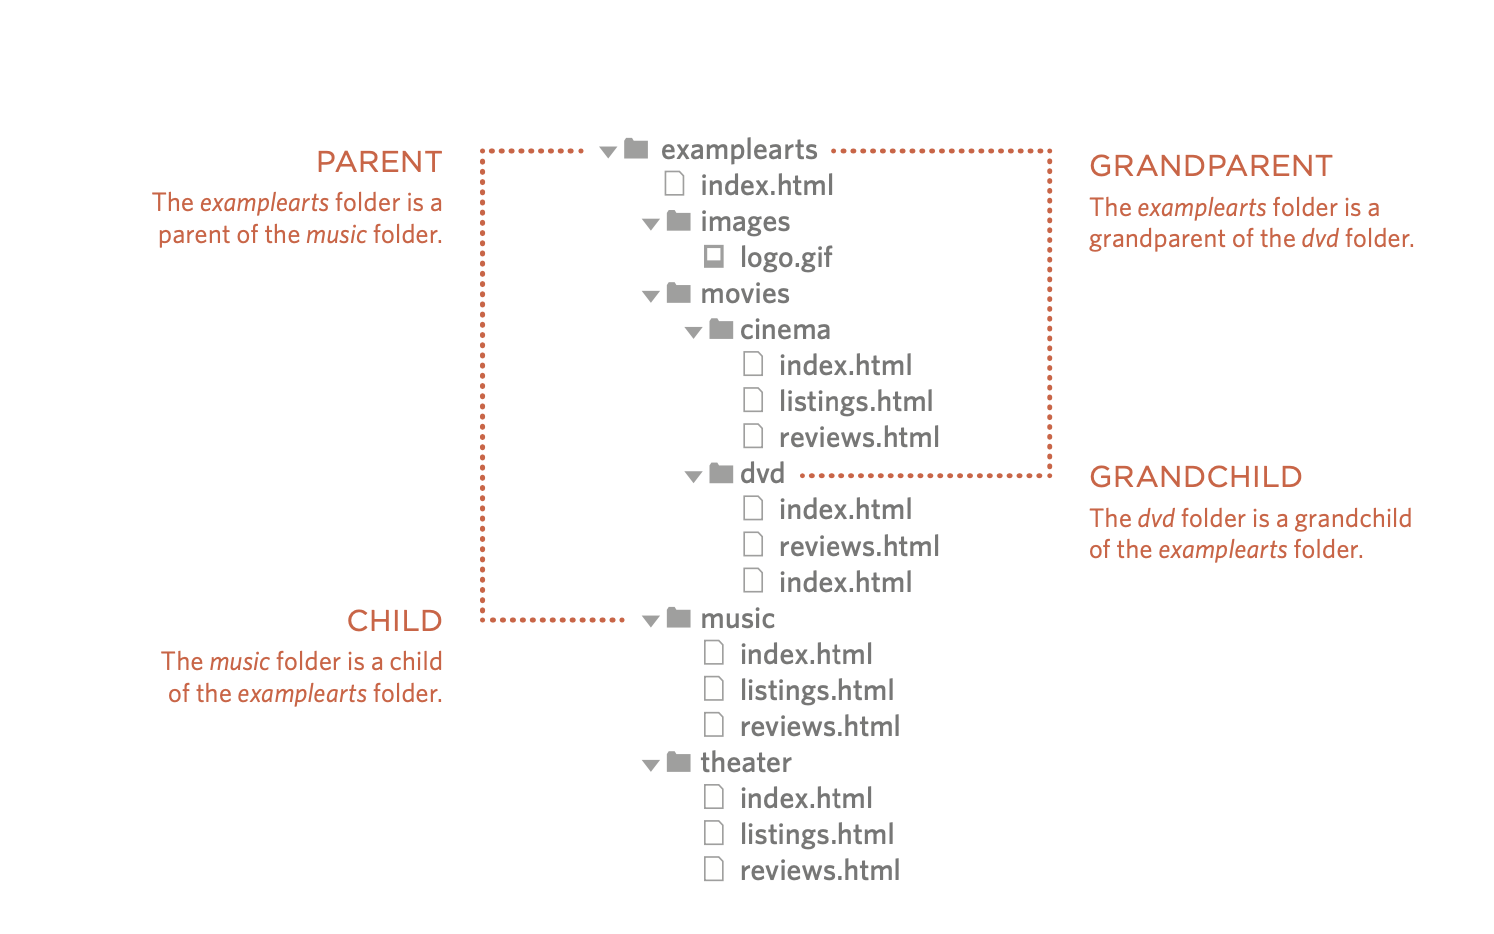 PARENT
The examplearts folder is a
parent of the music folder.
examplearts
index.html
images
logo.gif
movies
cinema
index.html
listings.html
reviews.html
dvd
index.html
reviews.html
index.html
music
index.html
listings.html
reviews.html
theater
index.html
listings.html
reviews.html
GRANDPARENT
The examplearts folder is a
grandparent of the dvd folder.
GRANDCHILD
The dvd folder is a grandchild
of the examplearts folder.
CHILD
The music folder is a child
of the examplearts folder.